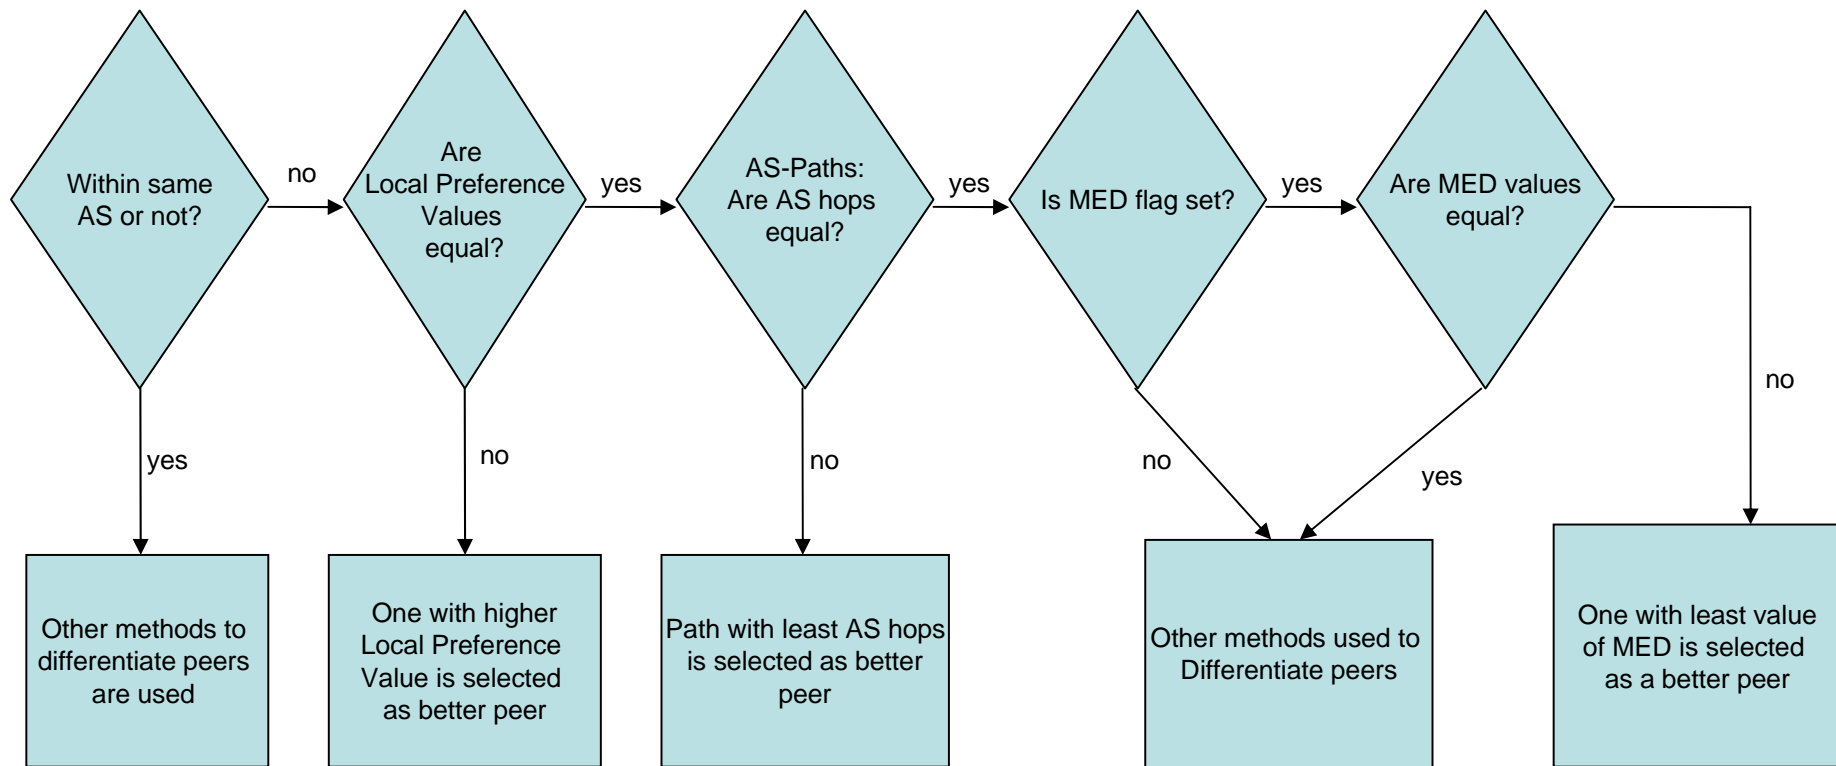 Within same
AS or not?
no
Are
Local Preference
Values
equal?
yes
AS-Paths:
Are AS hops
equal?
yes
Is MED flag set?
yes
Are MED values
equal?
no
yes
no
no
no
yes
Other methods to
differentiate peers
are used
One with higher
Local Preference
Value is selected
as better peer
Path with least AS hops
is selected as better
peer
Other methods used to
Differentiate peers
One with least value
of MED is selected
as a better peer